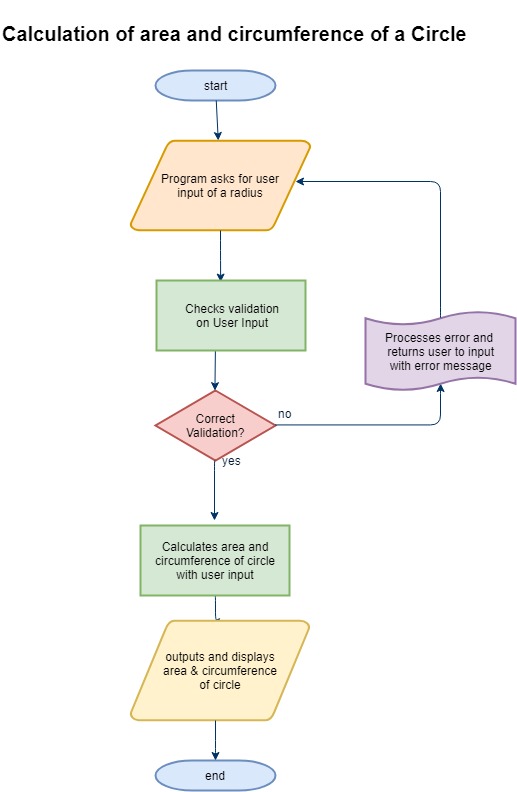 Calculation of area and circumference of a Circle
start
Program asks for user
input of a radius
Checks validation
on User Input
Processes error and
returns user to input
with error message
Correct
Validation?
no
yes
Calculates area and
circumference of circle
with user input
outputs and displays
area & circumference
of circle
end